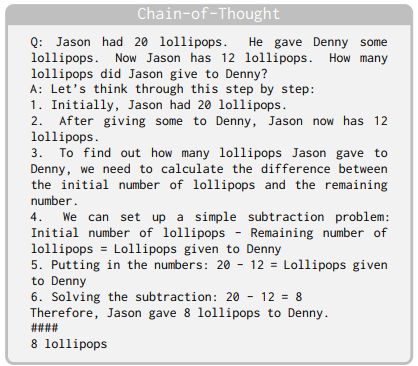 Chain-of-Thought
Q: Jason had 20 lollipops. He gave Denny some
lollipops. Now Jason has 12 lollipops. How many
lollipops did Jason give to Denny?
A: Let's think through this step by step:
1. Initially, Jason had 20 lollipops.
2. After giving some to Denny, Jason now has 12
lollipops.
3. To find out how many lollipops Jason gave to
Denny, we need to calculate the difference between
the initial number of lollipops and the remaining
number.
4. We can set up a simple subtraction problem:
Initial number of lollipops - Remaining number of
lollipops = Lollipops given to Denny
5. Putting in the numbers: 20 - 12 = Lollipops given
to Denny
6. Solving the subtraction: 20 - 12 = 8
Therefore, Jason gave 8 lollipops to Denny.
####
8 lollipops